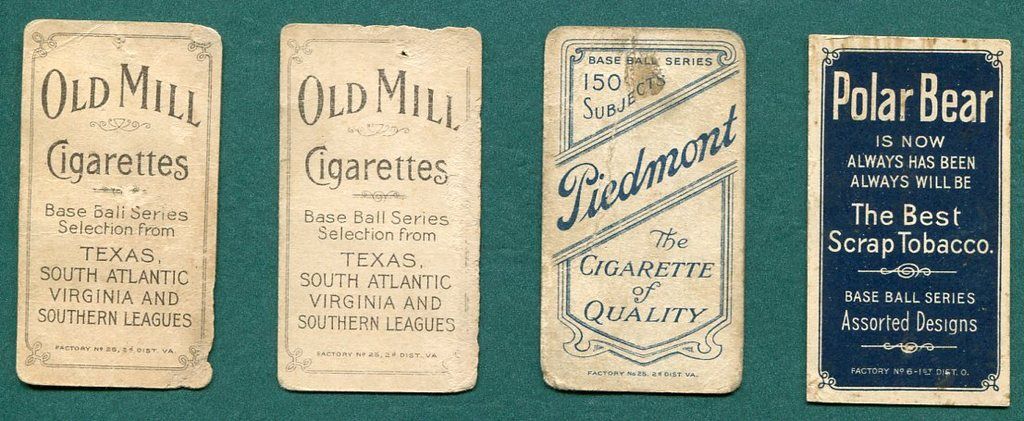 OLD MILL
Cigarettes
Base Ball Series
Selection from
TEXAS,
SOUTH ATLANTIC
VIRGINIA AND
SOUTHERN LEAGUES
FACTORY Nº 25, 2ᵈ DIST. VA.
OLD MILL
Cigarettes
Base Ball Series
Selection from
TEXAS,
SOUTH ATLANTIC
VIRGINIA AND
SOUTHERN LEAGUES
FACTORY Nº 25, 2ᵈ DIST. VA
BASE BALL SERIES
150
SUBJECTS
Piedmont
The
CIGARETTE
of
QUALITY
FACTORY No 25. 2ᵈ DIST. VA.
Polar Bear
IS NOW
ALWAYS HAS BEEN
ALWAYS WILL BE
The Best
Scrap Tobacco.
BASE BALL SERIES
Assorted Designs
FACTORY Nº 6-1ˢᵀ DIST. O.